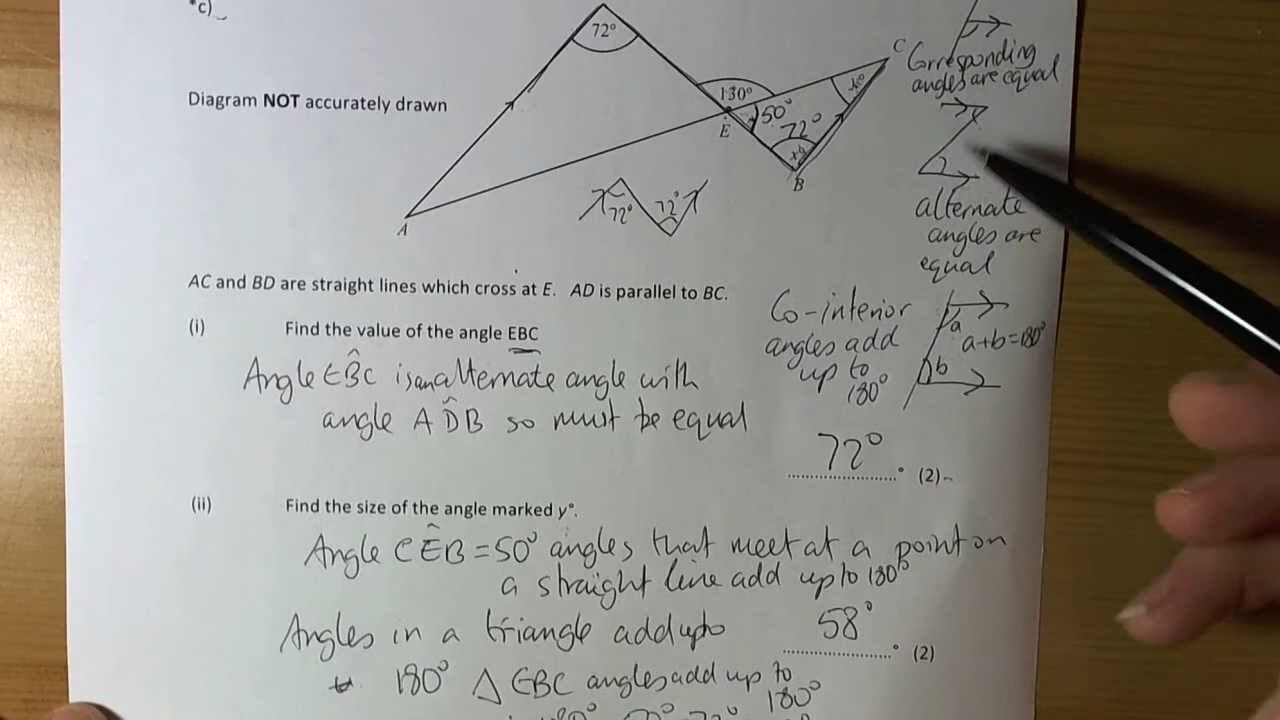 *c)
72°
C
Corresponding
angles are equal
Diagram NOT accurately drawn
130°
50°
72°
E
B
A
72°
72°
alternate
angles are
equal
AC and BD are straight lines which cross at E. AD is parallel to BC.
(i) Find the value of the angle EBC
Co-interior
angles add
up to
180°
a
a+b=180°
b
Angle EBC is an alternate angle with
angle ADB so must be equal
72°
° (2)
(ii) Find the size of the angle marked y°.
Angle CEB = 50° angles that meet at a point on
a straight line add up to 180°
Angles in a triangle add up to
58°
° (2)
180° △ EBC angles add up to
180°